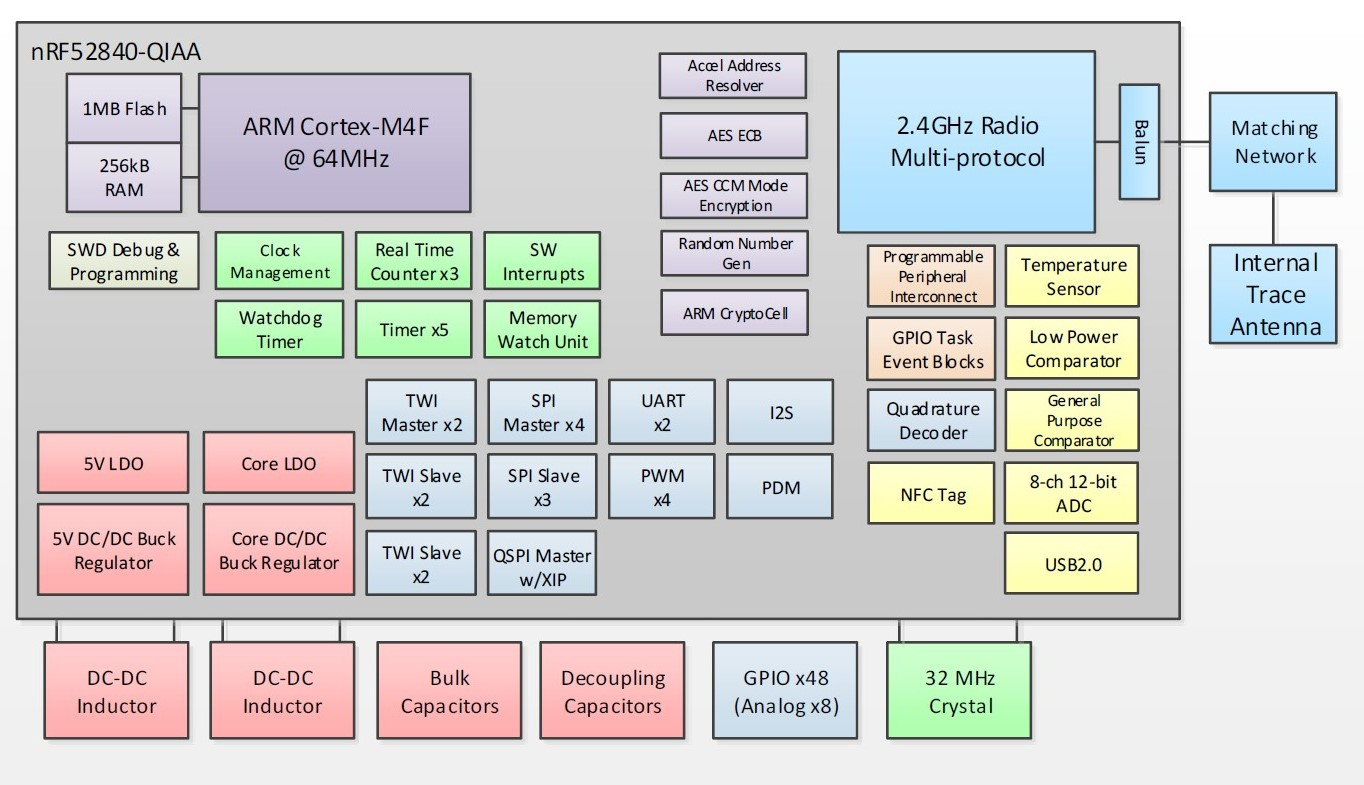 nRF52840-QIAA
1MB Flash
256kB
RAM
ARM Cortex-M4F
@ 64MHz
Accel Address
Resolver
AES ECB
AES CCM Mode
Encryption
Random Number
Gen
ARM CryptoCell
2.4GHz Radio
Multi-protocol
Balun
Matching
Network
Internal
Trace
Antenna
SWD Debug &
Programming
Clock
Management
Real Time
Counter x3
SW
Interrupts
Watchdog
Timer
Timer x5
Memory
Watch Unit
Programmable
Peripheral
Interconnect
Temperature
Sensor
GPIO Task
Event Blocks
Low Power
Comparator
Quadrature
Decoder
General
Purpose
Comparator
NFC Tag
8-ch 12-bit
ADC
USB2.0
TWI
Master x2
SPI
Master x4
UART
x2
I2S
TWI Slave
x2
SPI Slave
x3
PWM
x4
PDM
TWI Slave
x2
QSPI Master
w/XIP
5V LDO
Core LDO
5V DC/DC Buck
Regulator
Core DC/DC
Buck Regulator
DC-DC
Inductor
DC-DC
Inductor
Bulk
Capacitors
Decoupling
Capacitors
GPIO x48
(Analog x8)
32 MHz
Crystal